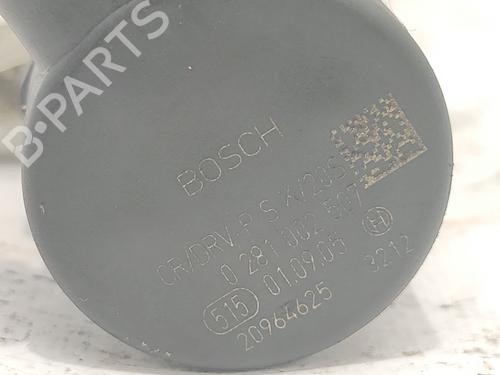 B-PARTS
BOSCH
CR/DRV-P S K/20S
0 281 002 507
515 01.09.05 H
20964625 3212